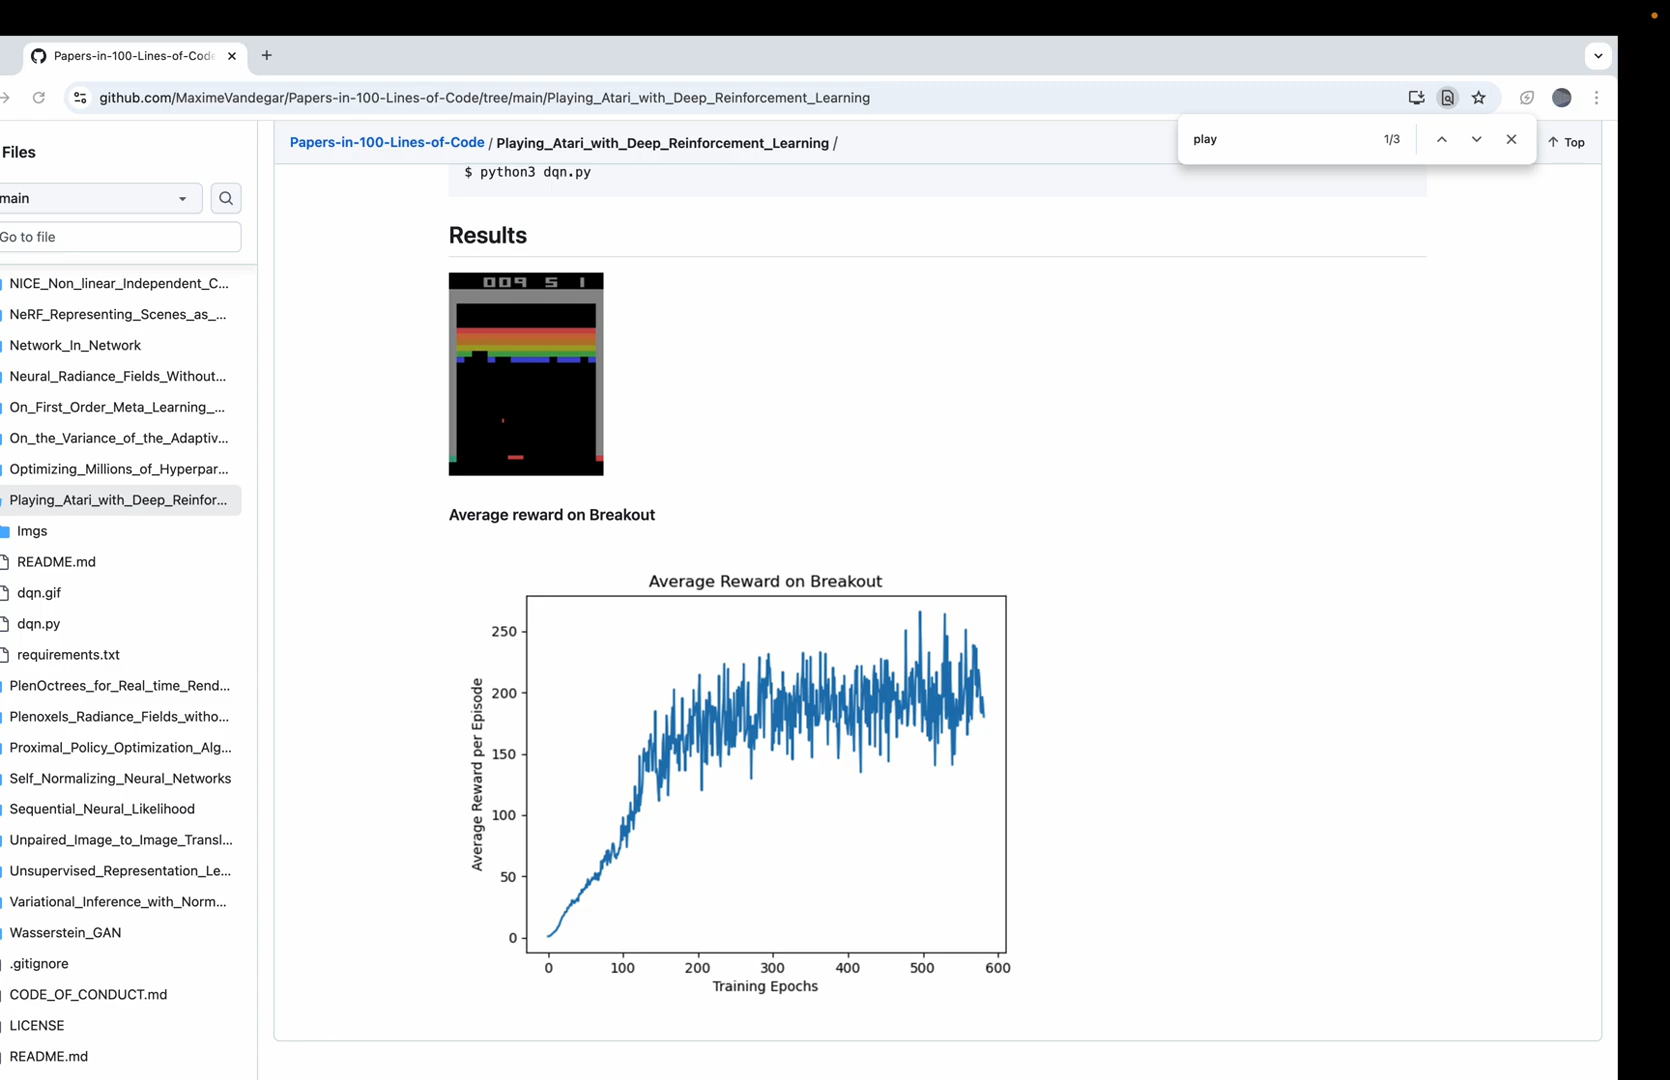 Papers-in-100-Lines-of-Code
github.com/MaximeVandegar/Papers-in-100-Lines-of-Code/tree/main/Playing_Atari_with_Deep_Reinforcement_Learning
play 1/3
Top
Papers-in-100-Lines-of-Code / Playing_Atari_with_Deep_Reinforcement_Learning /
Files
main
Go to file
NICE_Non_linear_Independent_C...
NeRF_Representing_Scenes_as_...
Network_In_Network
Neural_Radiance_Fields_Without...
On_First_Order_Meta_Learning_...
On_the_Variance_of_the_Adaptiv...
Optimizing_Millions_of_Hyperpar...
Playing_Atari_with_Deep_Reinfor...
Imgs
README.md
dqn.gif
dqn.py
requirements.txt
PlenOctrees_for_Real_time_Rend...
Plenoxels_Radiance_Fields_witho...
Proximal_Policy_Optimization_Alg...
Self_Normalizing_Neural_Networks
Sequential_Neural_Likelihood
Unpaired_Image_to_Image_Transl...
Unsupervised_Representation_Le...
Variational_Inference_with_Norm...
Wasserstein_GAN
.gitignore
CODE_OF_CONDUCT.md
LICENSE
README.md
$ python3 dqn.py
Results
009 5 1
Average reward on Breakout
Average Reward on Breakout
Average Reward per Episode
250
200
150
100
50
0
0 100 200 300 400 500 600
Training Epochs